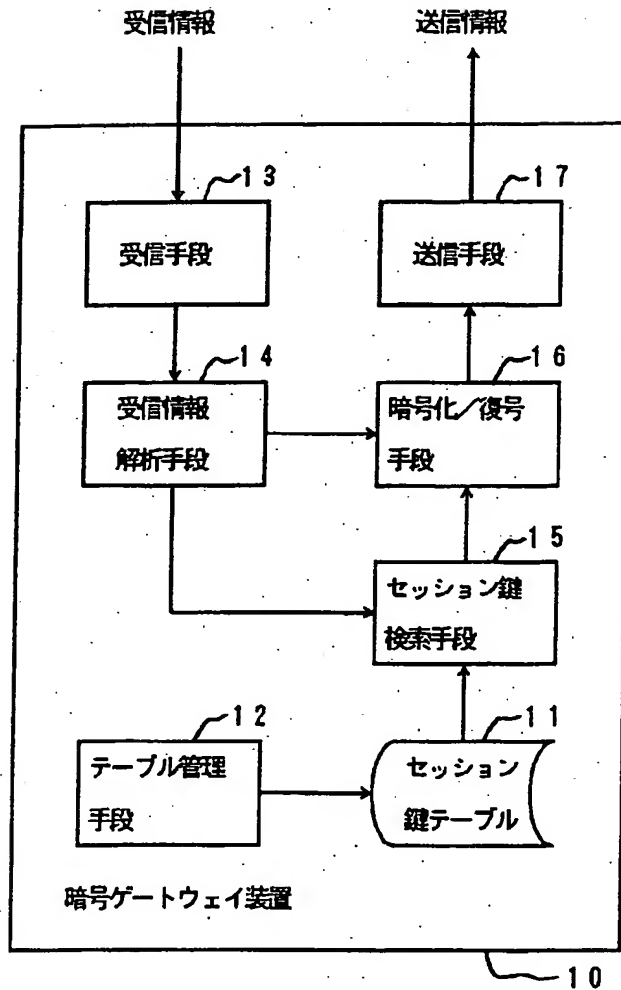 受信情報
送信情報
13
受信手段
17
送信手段
14
受信情報
解析手段
16
暗号化/復号
手段
15
セッション鍵
検索手段
12
テーブル管理
手段
11
セッション
鍵テーブル
暗号ゲートウェイ装置
10